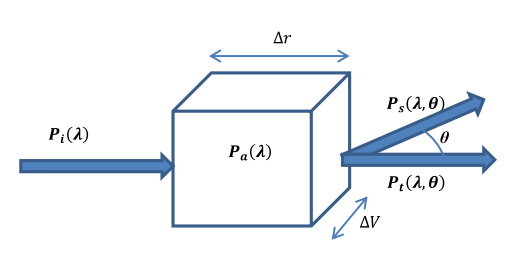 Δr
P_s(λ,θ)
P_i(λ)
P_a(λ)
θ
P_t(λ,θ)
ΔV